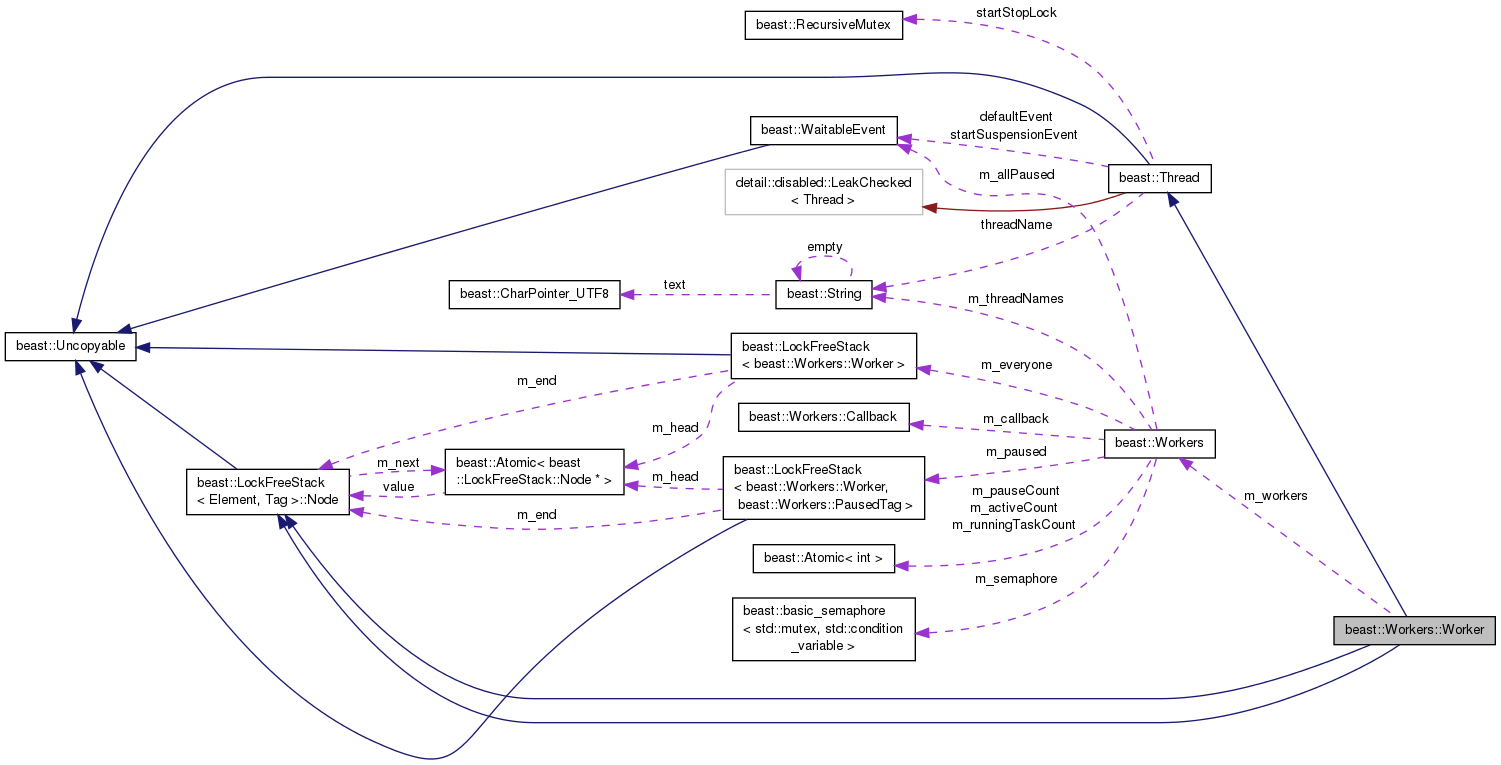 startStopLock
beast::RecursiveMutex
defaultEvent
startSuspensionEvent
beast::WaitableEvent
m_allPaused
beast::Thread
detail::disabled::LeakChecked
< Thread >
threadName
empty
text
beast::CharPointer_UTF8
beast::String
m_threadNames
beast::Uncopyable
beast::LockFreeStack
< beast::Workers::Worker >
m_everyone
m_end
beast::Workers::Callback
m_callback
m_head
beast::Workers
m_paused
m_next
beast::Atomic< beast
::LockFreeStack::Node * >
value
beast::LockFreeStack
< Element, Tag >::Node
m_head
beast::LockFreeStack
< beast::Workers::Worker,
beast::Workers::PausedTag >
m_end
m_pauseCount
m_activeCount
m_runningTaskCount
m_workers
beast::Atomic< int >
m_semaphore
beast::basic_semaphore
< std::mutex, std::condition
_variable >
beast::Workers::Worker